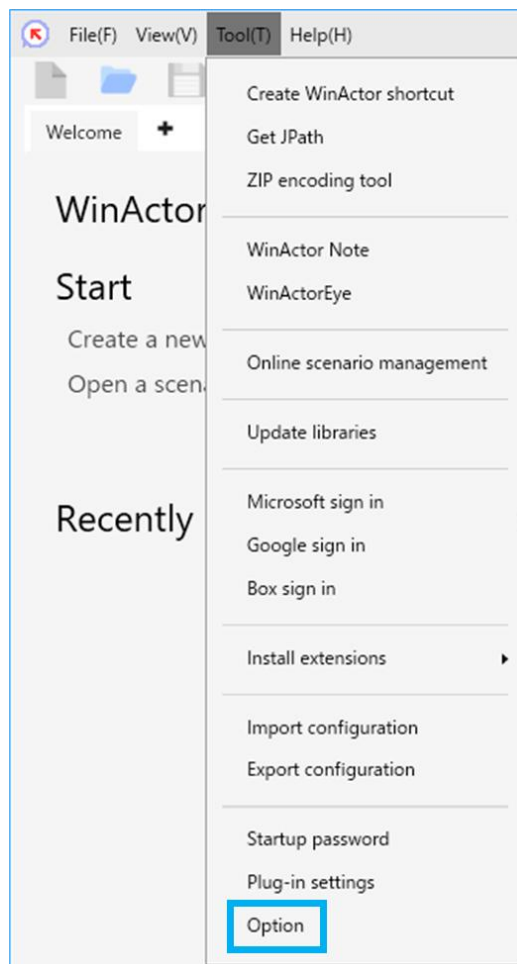 File(F) View(V) Tool(T) Help(H)
Welcome +
WinActor
Start
Create a new
Open a scen
Recently
Create WinActor shortcut
Get JPath
ZIP encoding tool
WinActor Note
WinActorEye
Online scenario management
Update libraries
Microsoft sign in
Google sign in
Box sign in
Install extensions
Import configuration
Export configuration
Startup password
Plug-in settings
Option